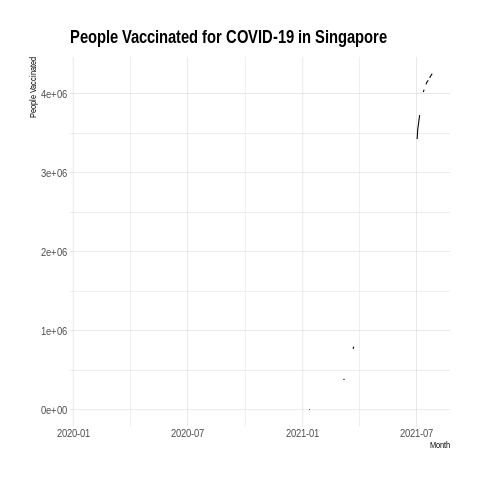 People Vaccinated for COVID-19 in Singapore
People Vaccinated
4e+06
3e+06
2e+06
1e+06
0e+00
2020-01
2020-07
2021-01
2021-07
Month